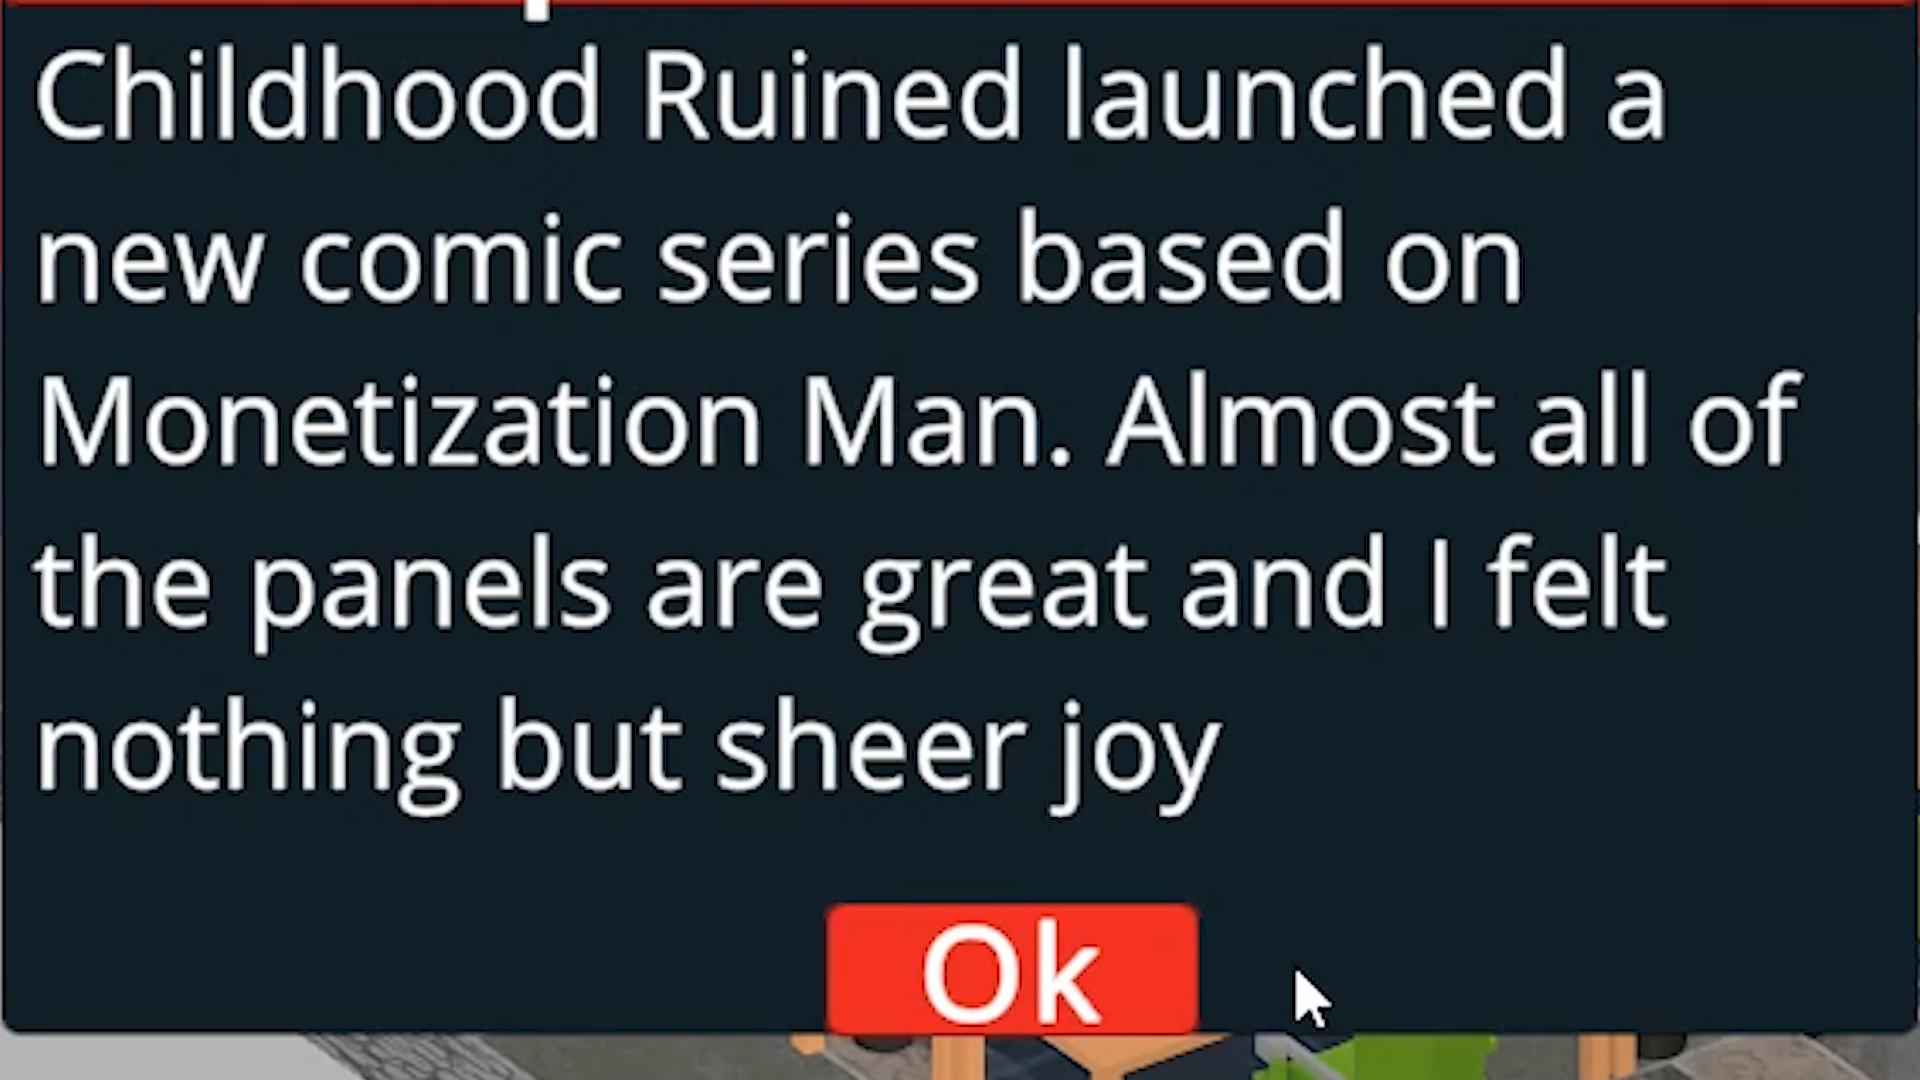 Childhood Ruined launched a
new comic series based on
Monetization Man. Almost all of
the panels are great and I felt
nothing but sheer joy
Ok